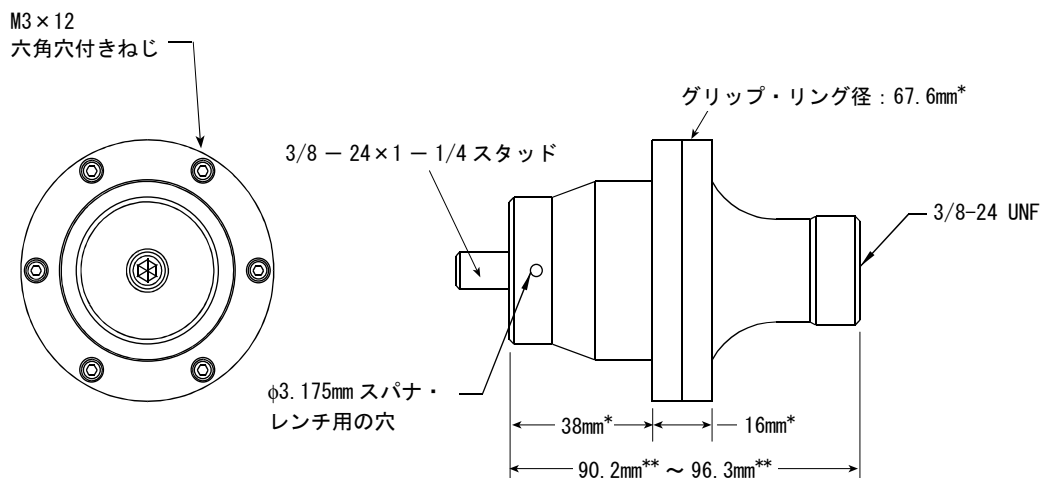 M3×12
六角穴付きねじ
グリップ・リング径：67.6mm*
3/8 － 24×1 － 1/4 スタッド
3/8-24 UNF
φ3.175mm スパナ・
レンチ用の穴
38mm*
16mm*
90.2mm** ～ 96.3mm**